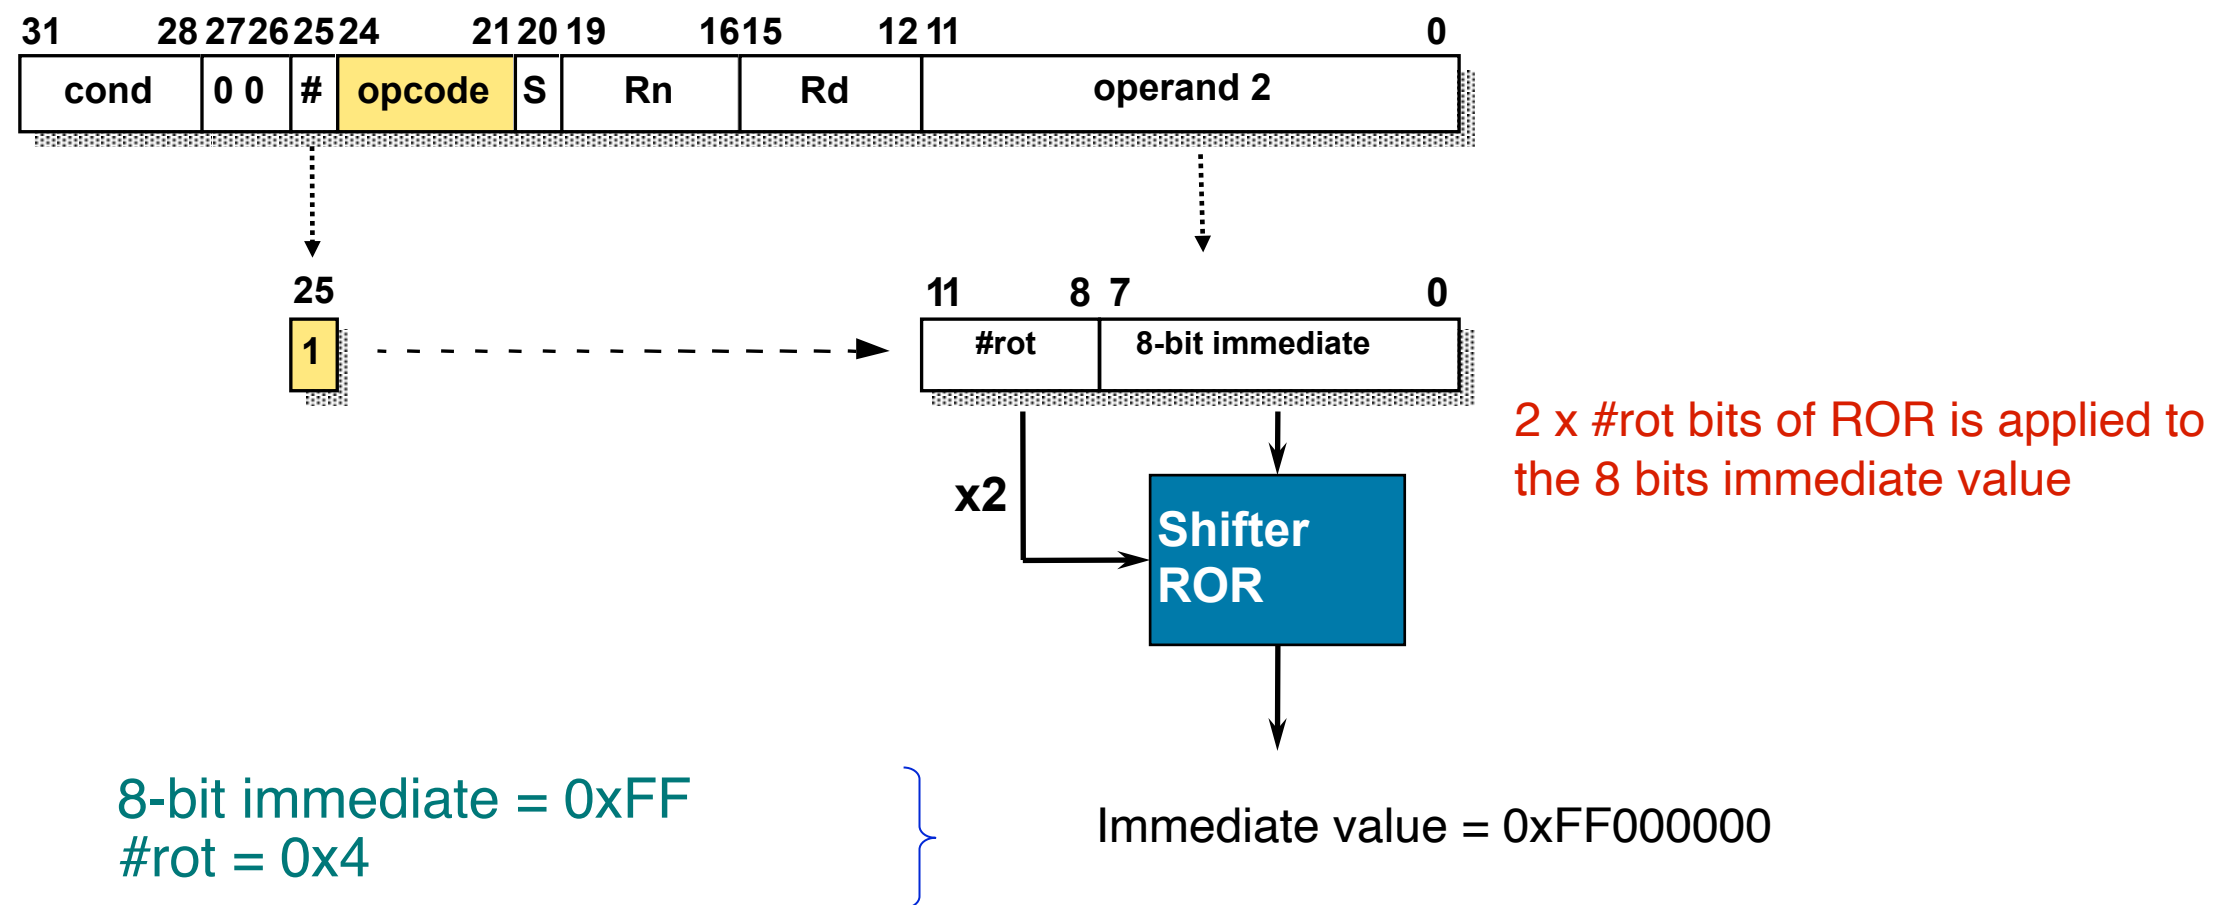 31 28 27 26 25 24 21 20 19 16 15 12 11 0
cond 0 0 # opcode S Rn Rd operand 2
25 11 8 7 0
1 #rot 8-bit immediate
2 x #rot bits of ROR is applied to
the 8 bits immediate value
x2
Shifter
ROR
8-bit immediate = 0xFF
#rot = 0x4
Immediate value = 0xFF000000